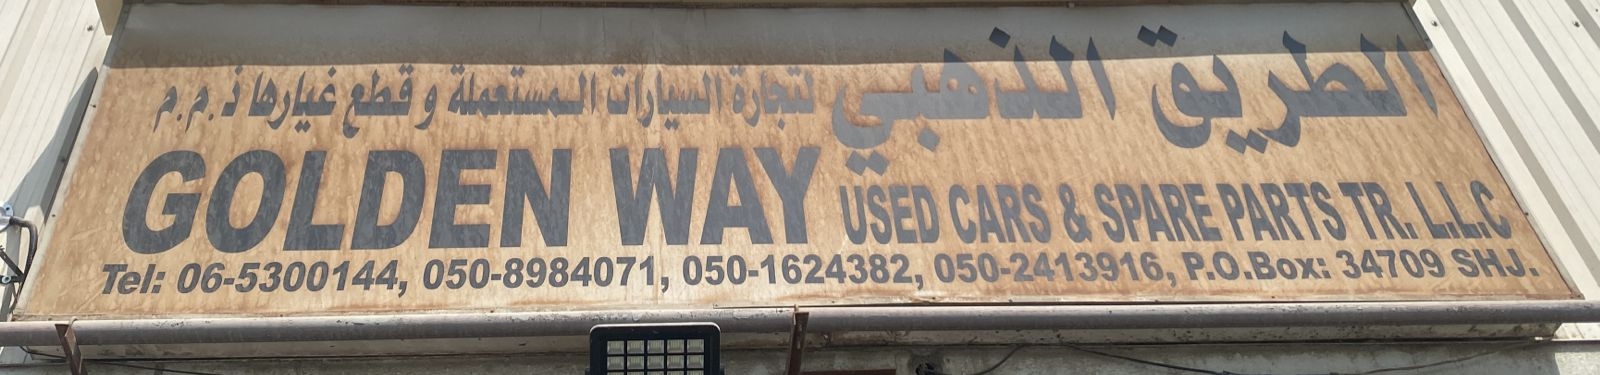 الطريق الذهبي لتجارة السيارات المستعملة و قطع غيارها ذ.م.م
GOLDEN WAY USED CARS & SPARE PARTS TR. L.L.C
Tel: 06-5300144, 050-8984071, 050-1624382, 050-2413916, P.O.Box: 34709 SHJ.